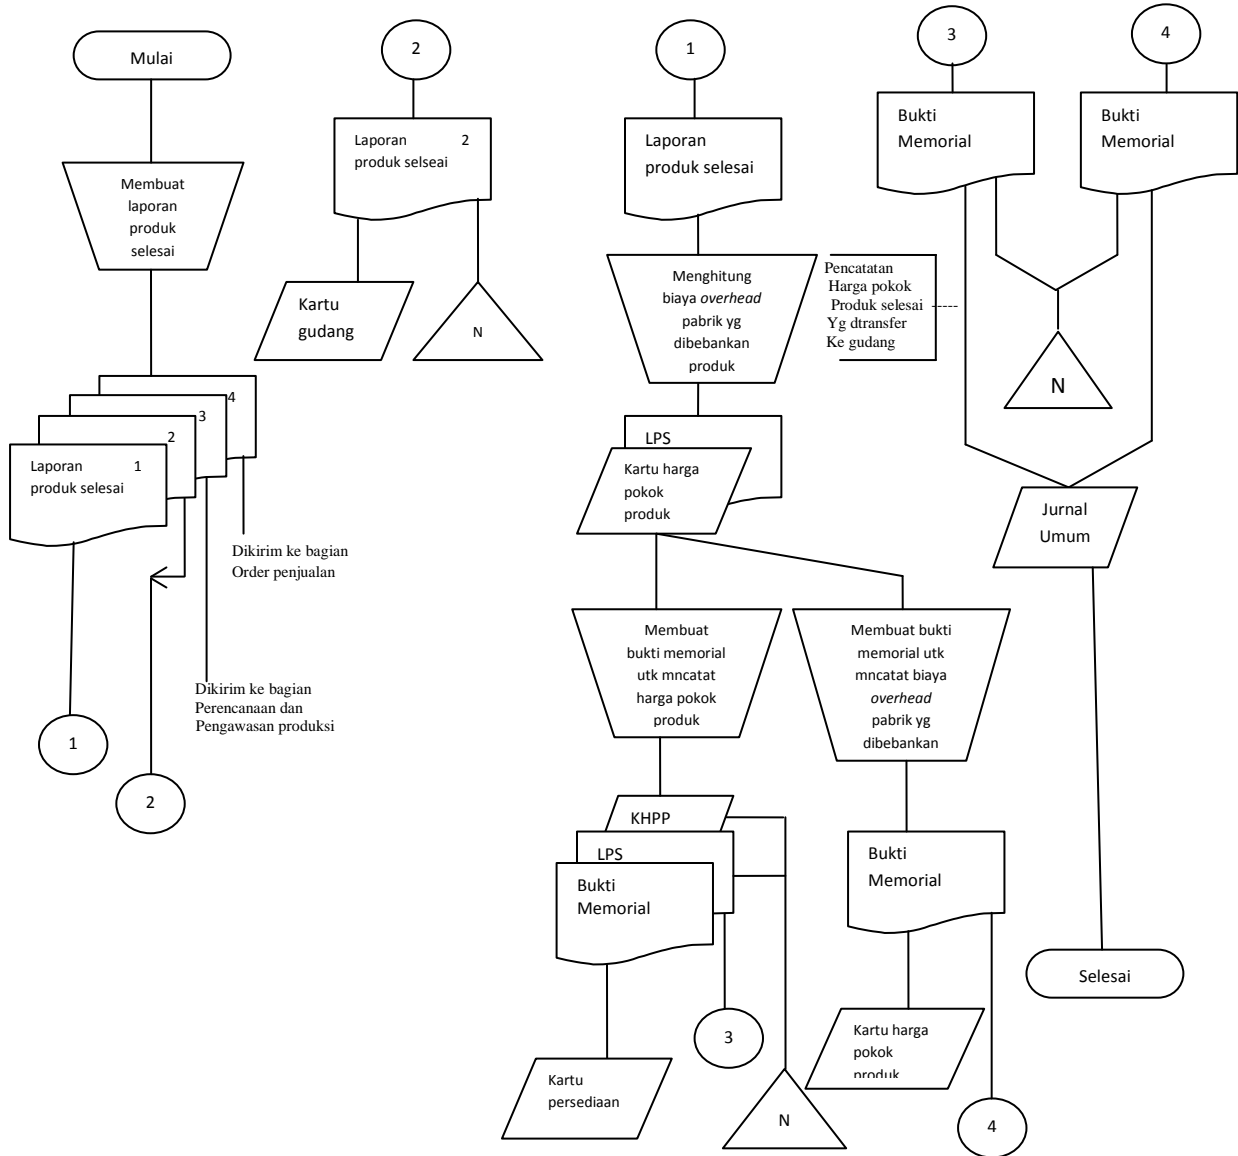 Mulai
Membuat
laporan
produk
selesai
4
3
2
Laporan 1
produk selesai
Dikirim ke bagian
Order penjualan
Dikirim ke bagian
Perencanaan dan
Pengawasan produksi
1
2
2
Laporan 2
produk selseai
Kartu
gudang
N
1
Laporan
produk selesai
Menghitung
biaya overhead
pabrik yg
dibebankan
produk
Pencatatan
Harga pokok
Produk selesai
Yg dtransfer
Ke gudang
LPS
Kartu harga
pokok
produk
Membuat
bukti memorial
utk mncatat
harga pokok
produk
Membuat bukti
memorial utk
mncatat biaya
overhead
pabrik yg
dibebankan
KHPP
LPS
Bukti
Memorial
3
Kartu
persediaan
N
Bukti
Memorial
Kartu harga
pokok
produk
4
3
4
Bukti
Memorial
Bukti
Memorial
N
Jurnal
Umum
Selesai